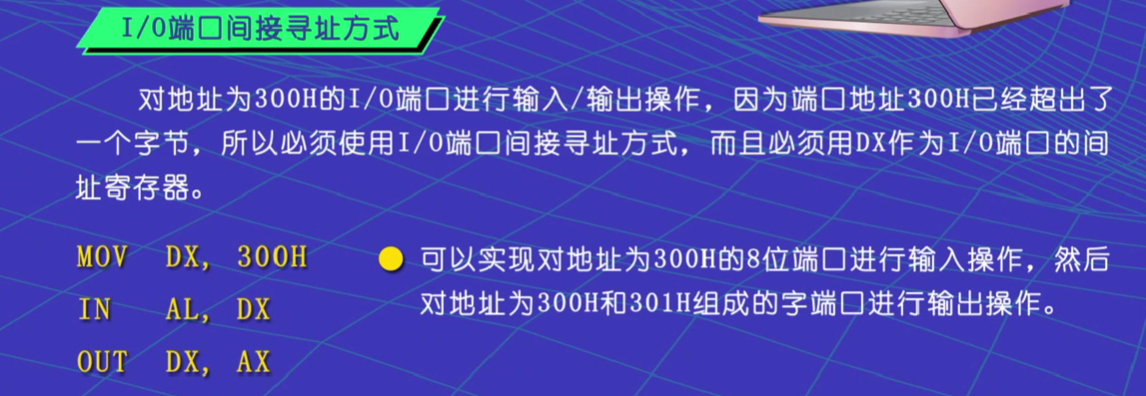 I/O端口间接寻址方式
对地址为300H的I/O端口进行输入/输出操作，因为端口地址300H已经超出了
一个字节，所以必须使用I/O端口间接寻址方式，而且必须用DX作为I/O端口的间
址寄存器。
MOV DX, 300H
IN AL, DX
OUT DX, AX
可以实现对地址为300H的8位端口进行输入操作，然后
对地址为300H和301H组成的字端口进行输出操作。